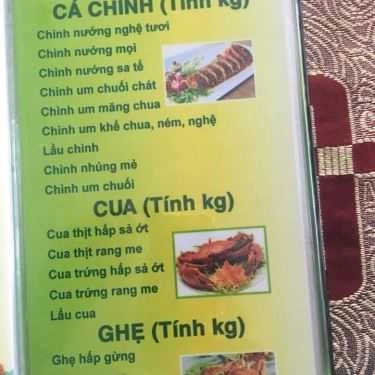 CÁ CHÌNH (Tính kg)
Chình nướng nghệ tươi
Chình nướng mọi
Chình nướng sa tế
Chình um chuối chát
Chình um măng chua
Chình um khế chua, ném, nghệ
Lẩu chình
Chình nhúng mẻ
Chình um chuối
CUA (Tính kg)
Cua thịt hấp sả ớt
Cua thịt rang me
Cua trứng hấp sả ớt
Cua trứng rang me
Lẩu cua
GHẸ (Tính kg)
Ghẹ hấp gừng